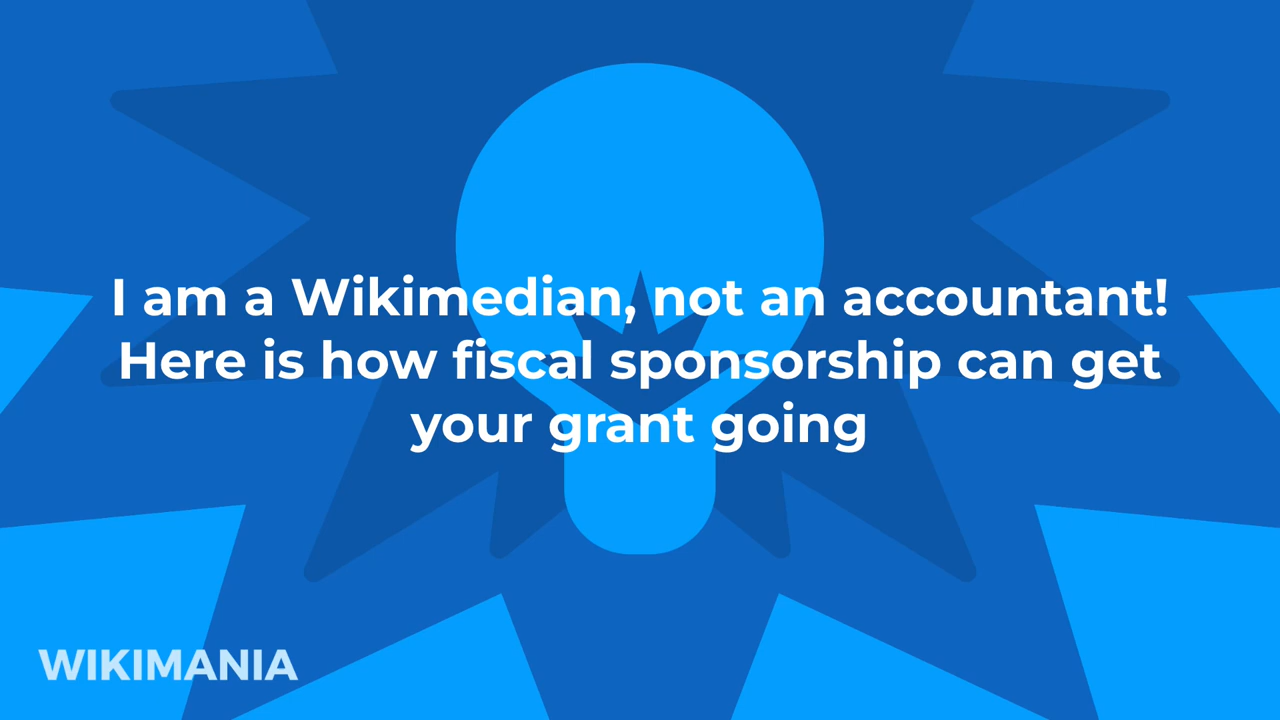 I am a Wikimedian, not an accountant!
Here is how fiscal sponsorship can get
your grant going
WIKIMANIA